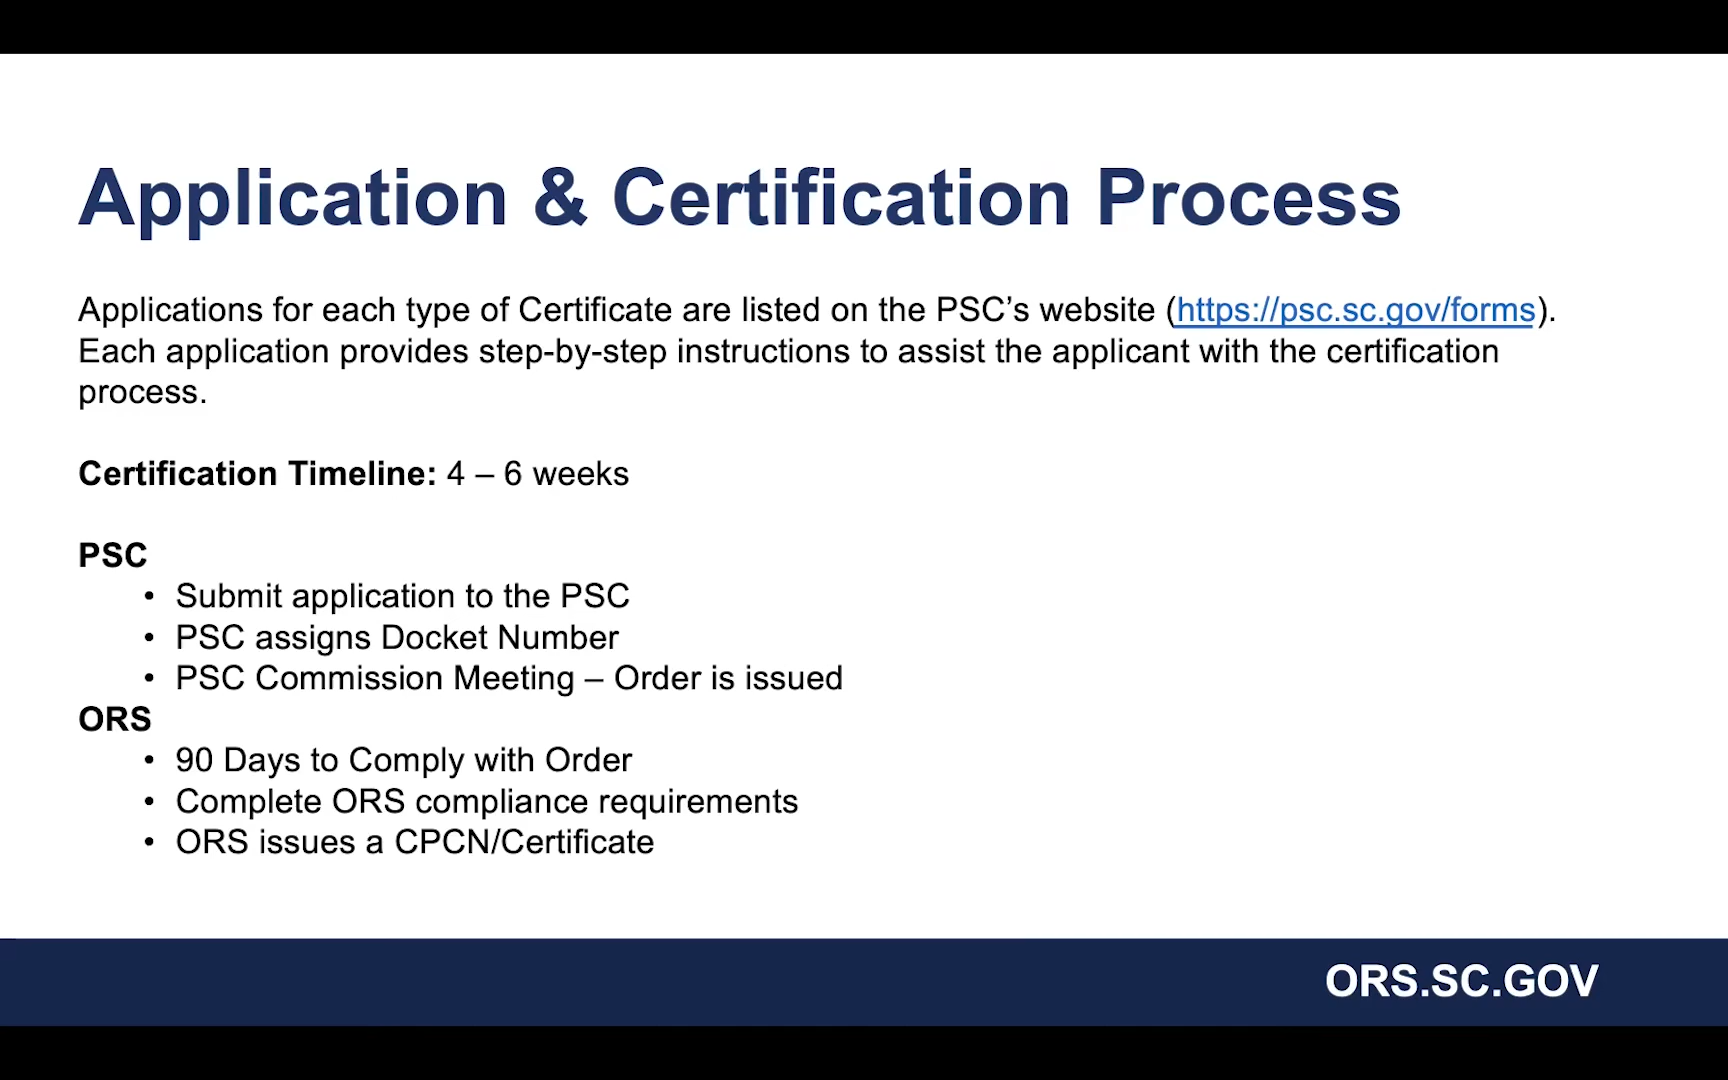 Application & Certification Process
Applications for each type of Certificate are listed on the PSC’s website (https://psc.sc.gov/forms).
Each application provides step-by-step instructions to assist the applicant with the certification
process.
Certification Timeline: 4 – 6 weeks
PSC
• Submit application to the PSC
• PSC assigns Docket Number
• PSC Commission Meeting – Order is issued
ORS
• 90 Days to Comply with Order
• Complete ORS compliance requirements
• ORS issues a CPCN/Certificate
ORS.SC.GOV